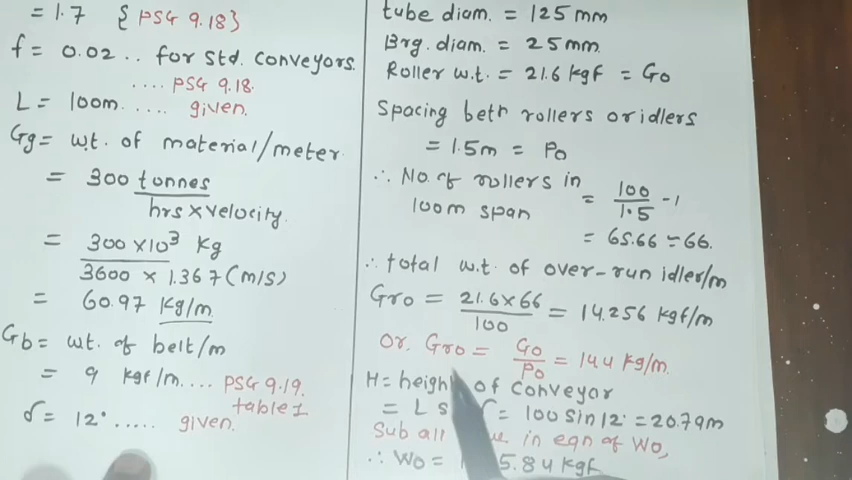 = 1.7 {PSG 9.18}
f = 0.02 .. for Std. Conveyors.
.... PSG 9.18.
L = 100m ..... given.
Gg = wt. of material/meter.
= 300 tonnes
hrs x velocity.
= 300 x 10³ Kg
3600 x 1.367 (m/s)
= 60.97 Kg/m.
Gb = wt. of belt/m
= 9 kgf/m.... PSG 9.19.
table 1
σ = 12° ..... given.
tube diam. = 125 mm
Brg. diam. = 25 mm.
Roller w.t. = 21.6 kgf = Go
Spacing betn rollers or idlers
= 1.5m = Po
∴ No. of rollers in
100m span
= 100/1.5 -1
= 65.66 ≈ 66.
∴ total w.t. of over-run idler/m
Gro = 21.6 x 66/100 = 14.256 kgf/m
Or. Gro = Go/Po = 14.4 kg/m.
H = height of conveyor
= L = 100 sin 12° = 20.79m
Sub all in eqn of Wo,
∴ Wo = 5.84 kgf